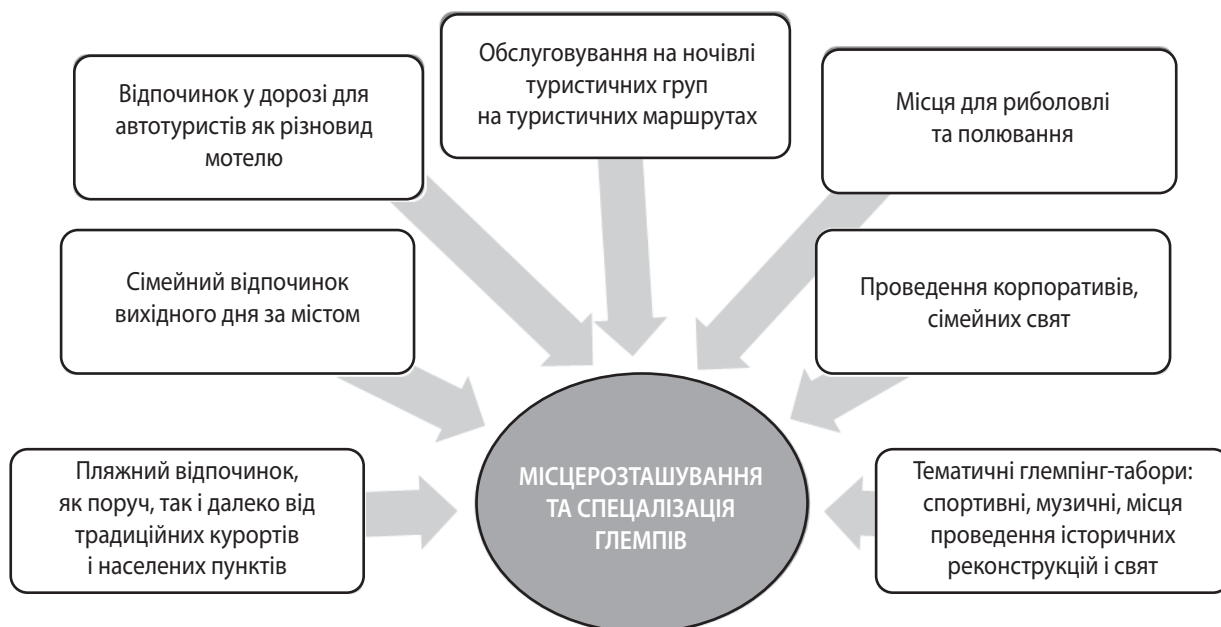 Обслуговування на ночівлі
туристичних груп
на туристичних маршрутах
Відпочинок у дорозі для
автотуристів як різновид
мотелю
Місця для риболовлі
та полювання
Сімейний відпочинок
вихідного дня за містом
Проведення корпоративів,
сімейних свят
Пляжний відпочинок,
як поруч, так і далеко від
традиційних курортів
і населених пунктів
МІСЦЕРОЗТАШУВАННЯ
ТА СПЕЦАЛІЗАЦІЯ
ГЛЕМПІВ
Тематичні глемпінг-табори:
спортивні, музичні, місця
проведення історичних
реконструкцій і свят